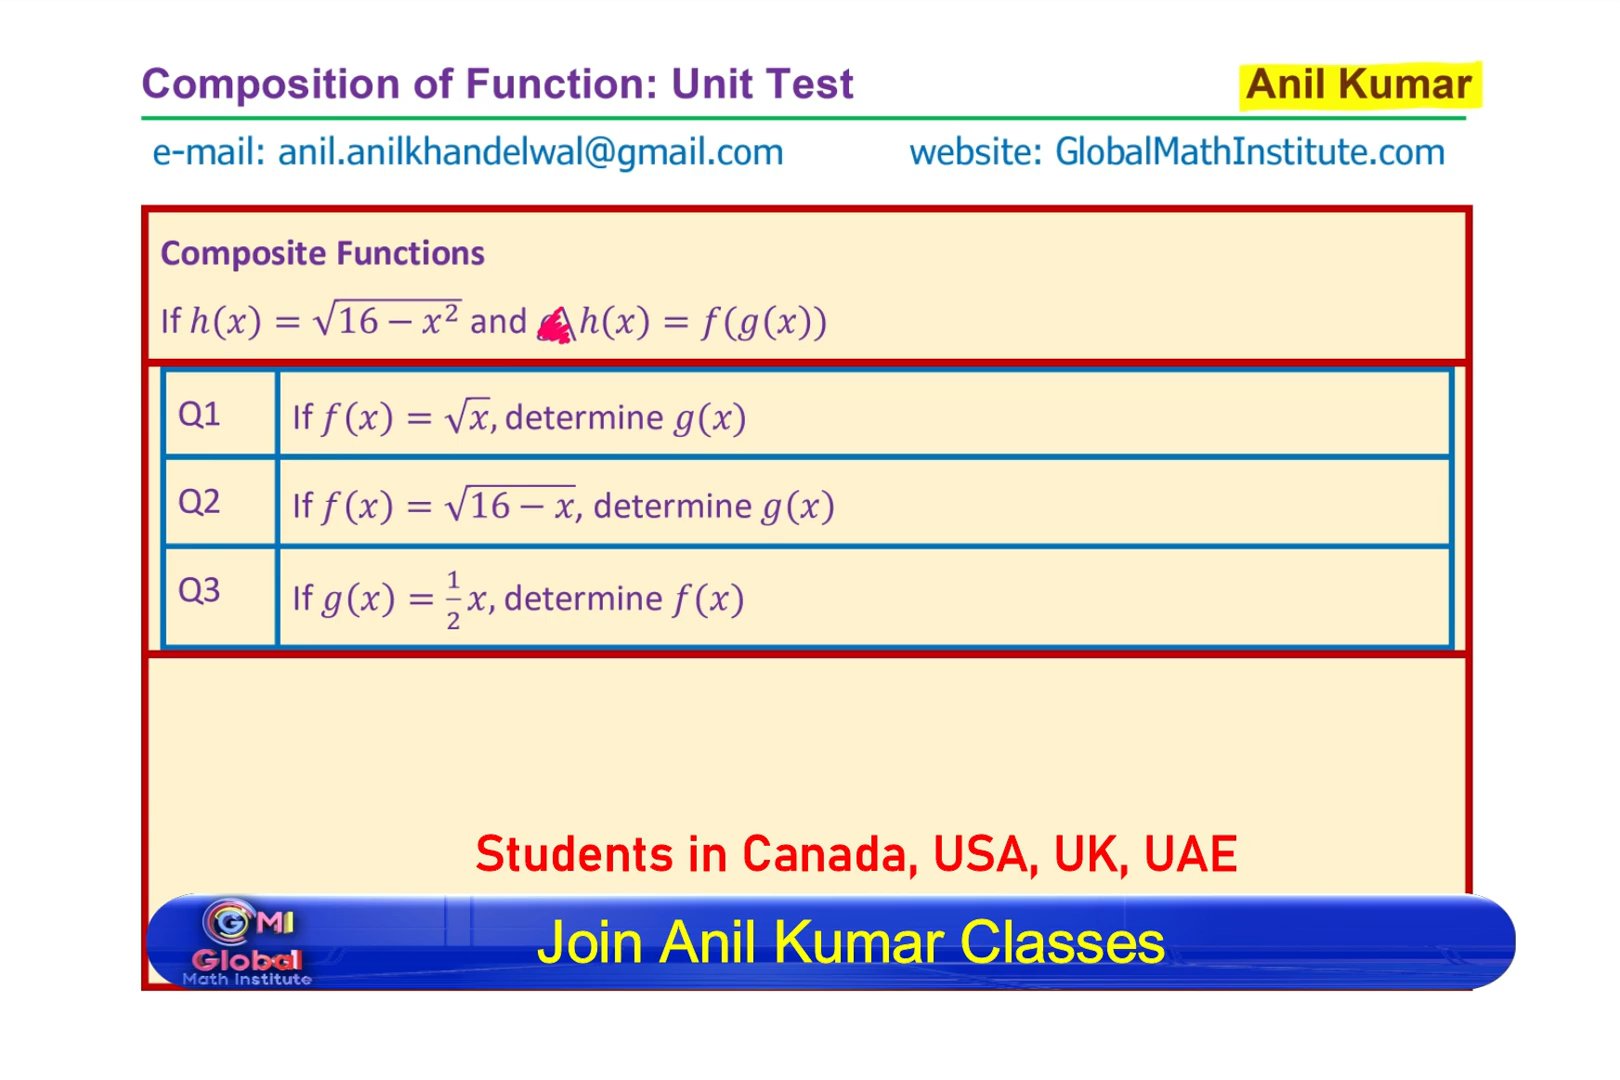 Composition of Function: Unit Test
Anil Kumar
e-mail: anil.anilkhandelwal@gmail.com
website: GlobalMathInstitute.com
Composite Functions
If h(x) = √(16 − x²) and h(x) = f(g(x))
Q1 If f(x) = √x, determine g(x)
Q2 If f(x) = √(16 − x), determine g(x)
Q3 If g(x) = 1/2 x, determine f(x)
Students in Canada, USA, UK, UAE
GMI
Global
Math Institute
Join Anil Kumar Classes